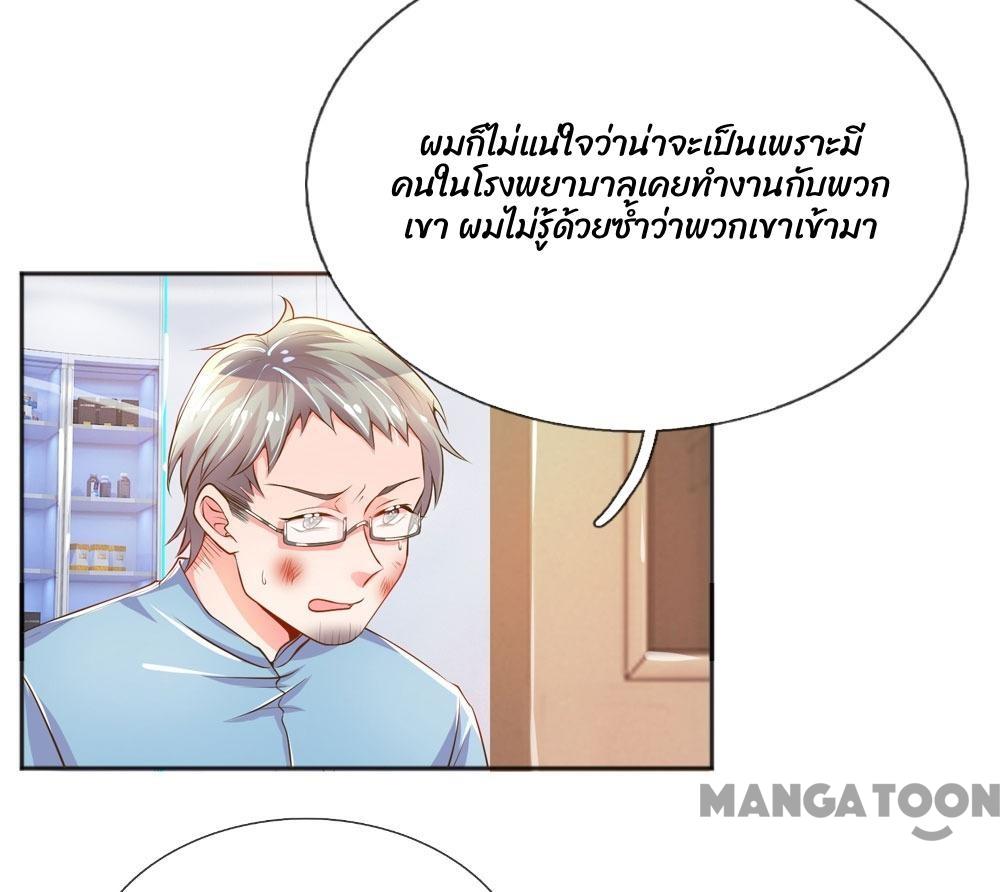 ผมก็ไม่แน่ใจว่าน่าจะเป็นเพราะมี
คนในโรงพยาบาลเคยทำงานกับพวก
เขา ผมไม่รู้ด้วยซ้ำว่าพวกเขาเข้ามา
MANGATOON